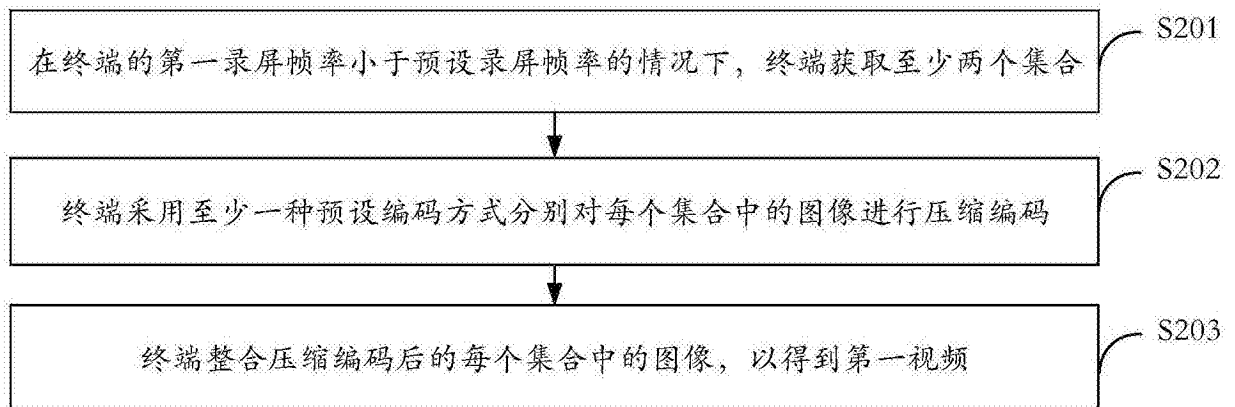 在终端的第一录屏帧率小于预设录屏帧率的情况下，终端获取至少两个集合
S201
终端采用至少一种预设编码方式分别对每个集合中的图像进行压缩编码
S202
终端整合压缩编码后的每个集合中的图像，以得到第一视频
S203